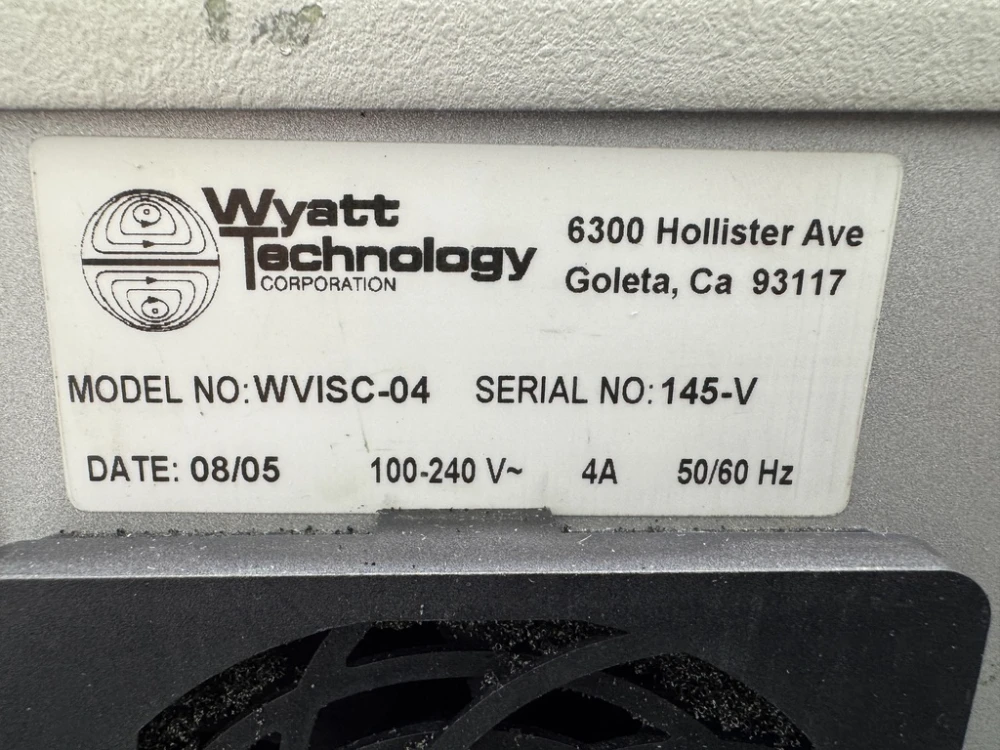 Wyatt
Technology
CORPORATION
6300 Hollister Ave
Goleta, Ca 93117
MODEL NO: WVISC-04 SERIAL NO: 145-V
DATE: 08/05 100-240 V~ 4A 50/60 Hz